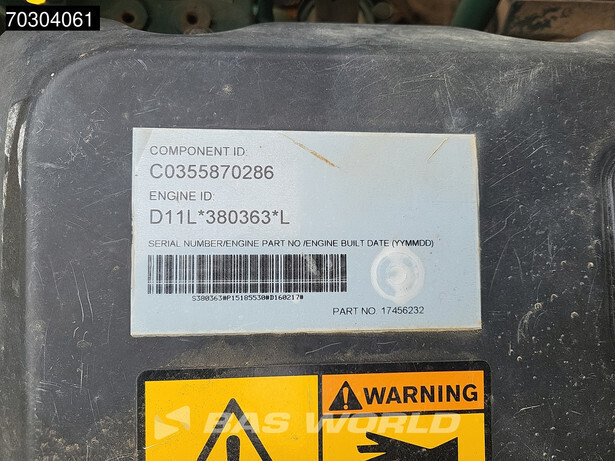 70304061
COMPONENT ID:
C0355870286
ENGINE ID:
D11L*380363*L
SERIAL NUMBER/ENGINE PART NO /ENGINE BUILT DATE (YYMMDD)
S380363#P15185530#D160217#
PART NO 17456232
WARNING
BAS WORLD